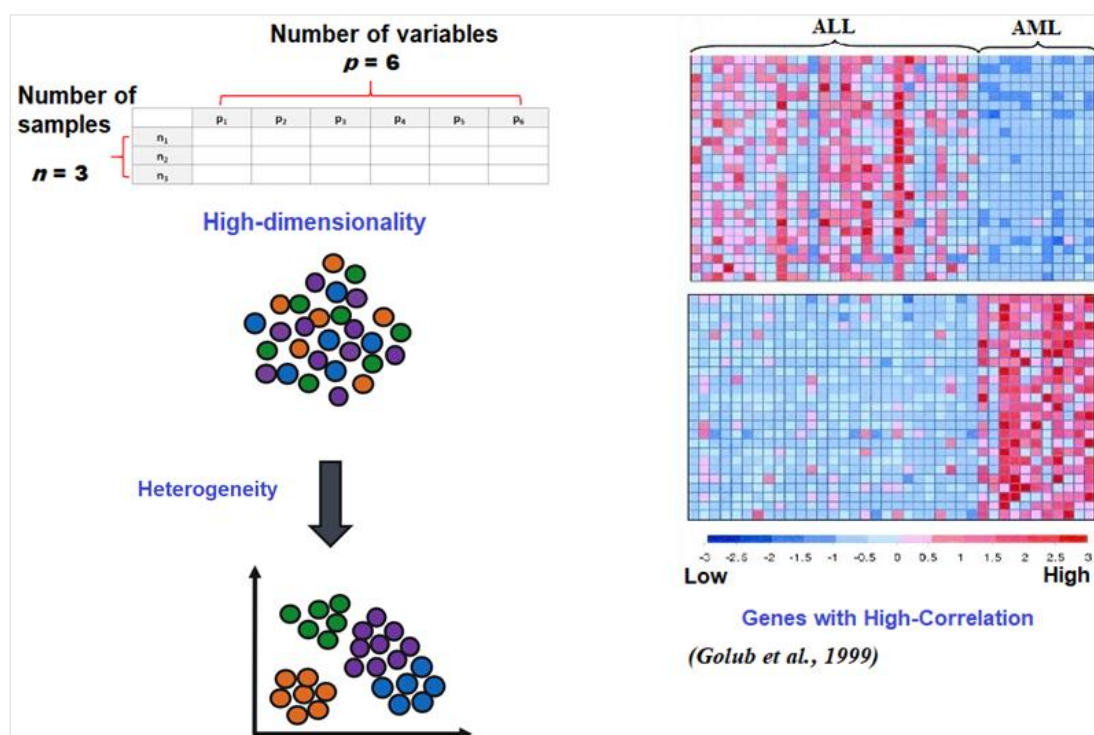 Number of variables
p = 6
Number of
samples
n = 3
p₁ p₂ p₃ p₄ p₅ p₆
n₁
n₂
n₃
High-dimensionality
Heterogeneity
ALL AML
-3 -2.5 -2 -1.5 -1 -0.5 0 0.5 1 1.5 2 2.5 3
Low High
Genes with High-Correlation
(Golub et al., 1999)